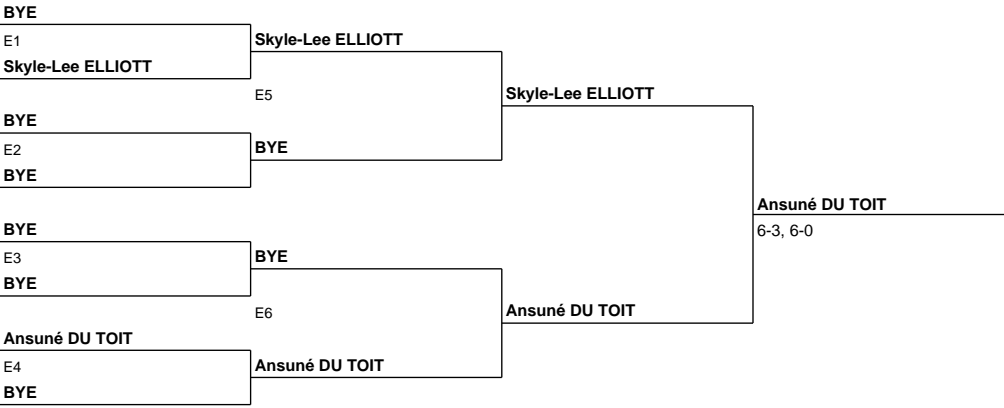 BYE
E1
Skyle-Lee ELLIOTT
Skyle-Lee ELLIOTT
E5
Skyle-Lee ELLIOTT
BYE
E2
BYE
BYE
Ansuné DU TOIT
6-3, 6-0
BYE
E3
BYE
BYE
E6
Ansuné DU TOIT
Ansuné DU TOIT
E4
Ansuné DU TOIT
BYE